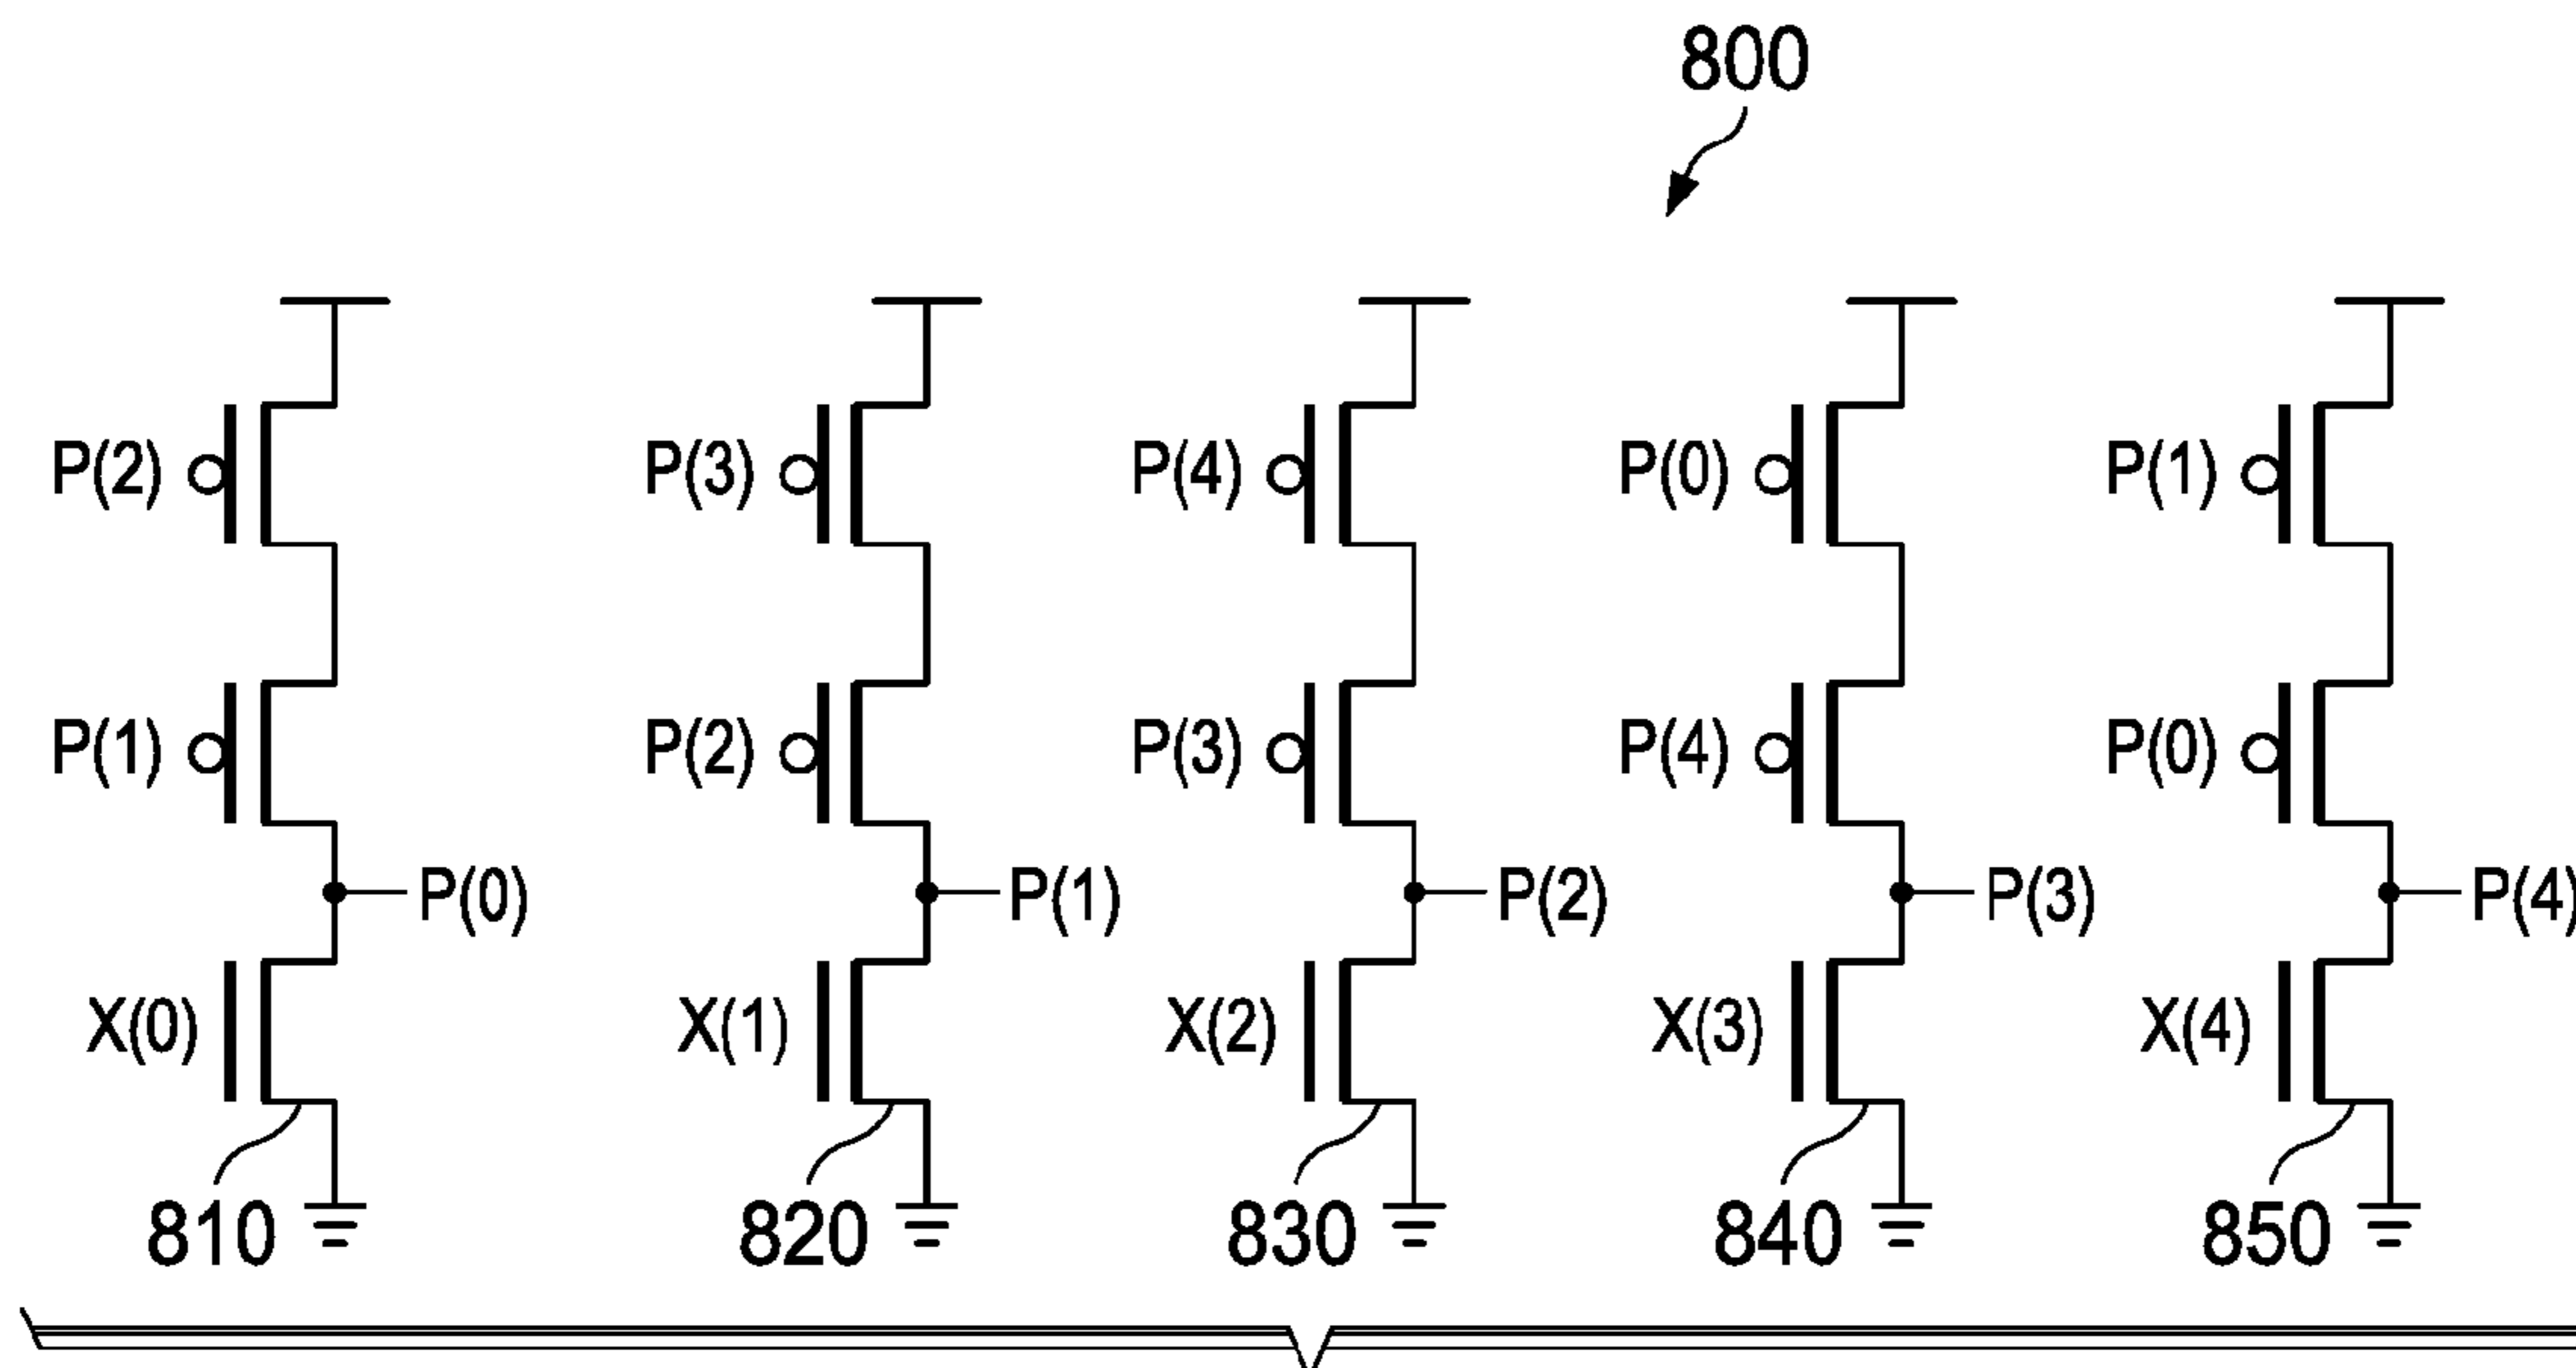 800
P(2) P(3) P(4) P(0) P(1)
P(1) P(2) P(3) P(4) P(0)
P(0) P(1) P(2) P(3) P(4)
X(0) X(1) X(2) X(3) X(4)
810 820 830 840 850